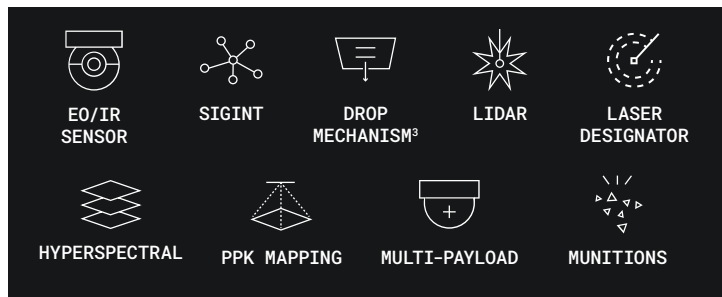 EO/IR
SENSOR
SIGINT
DROP
MECHANISM³
LIDAR
LASER
DESIGNATOR
HYPERSPECTRAL
PPK MAPPING
MULTI-PAYLOAD
MUNITIONS